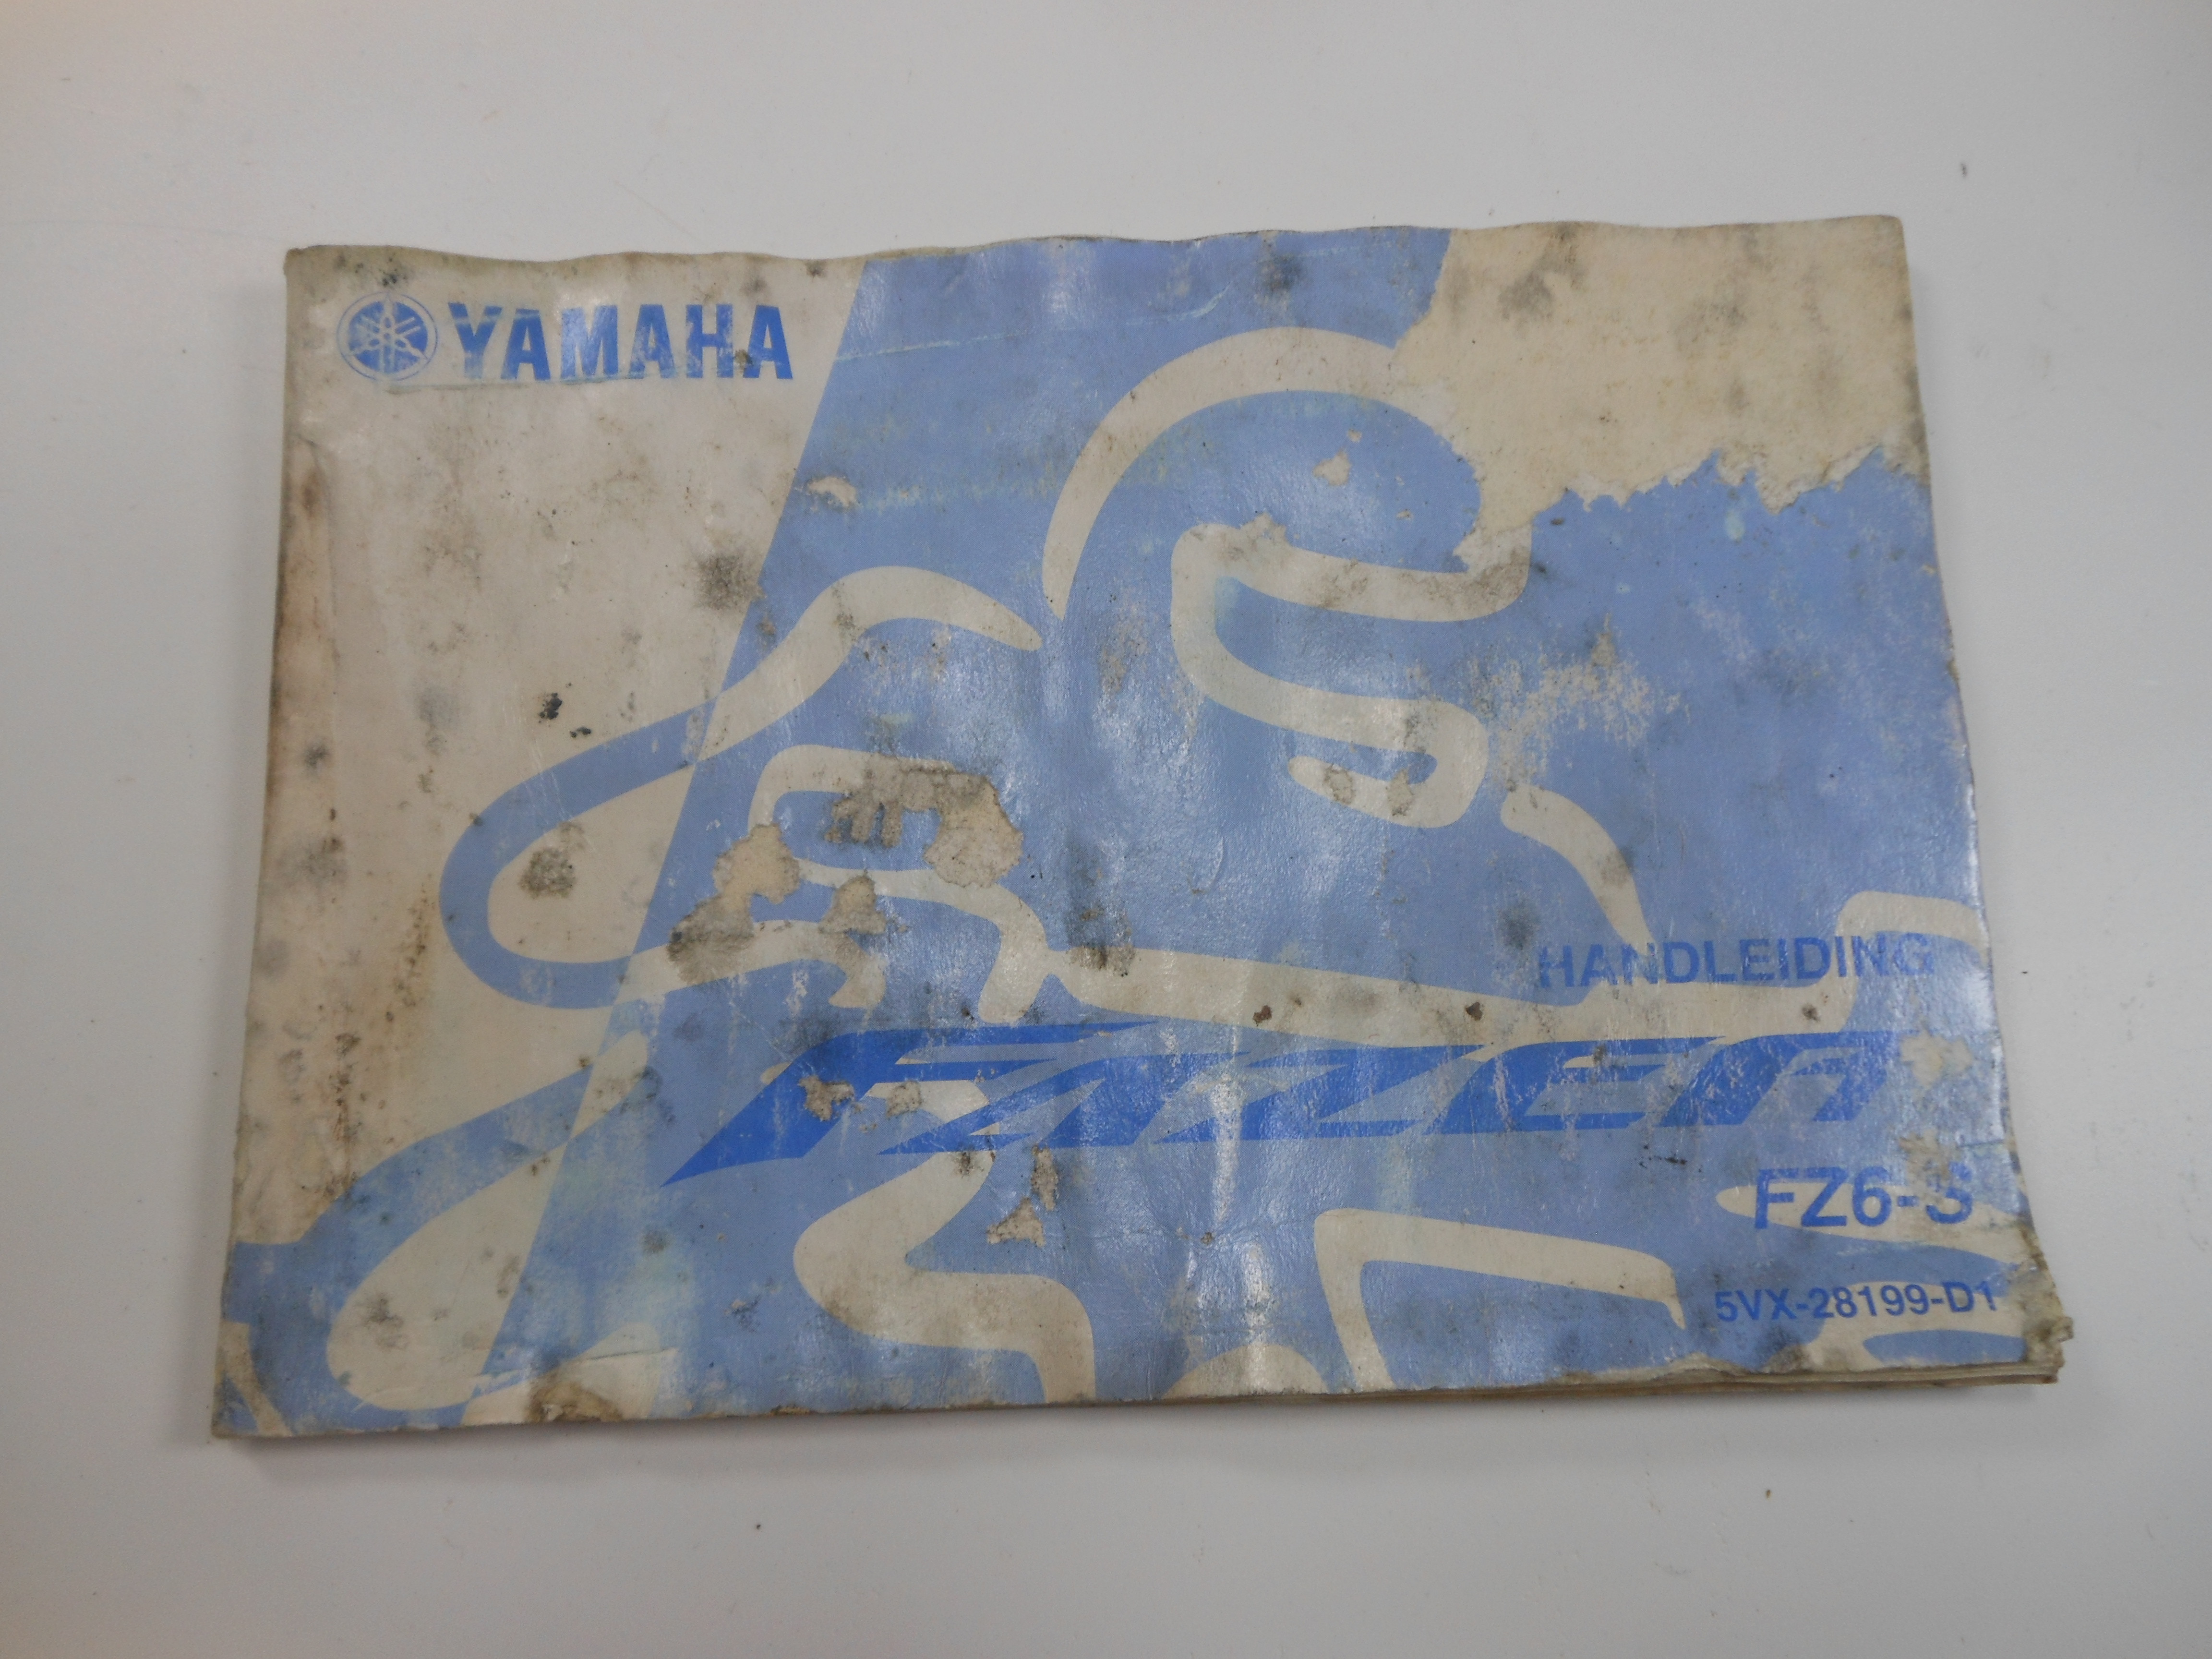 YAMAHA
HANDLEIDING
Fazer
FZ6-S
5VX-28199-D1